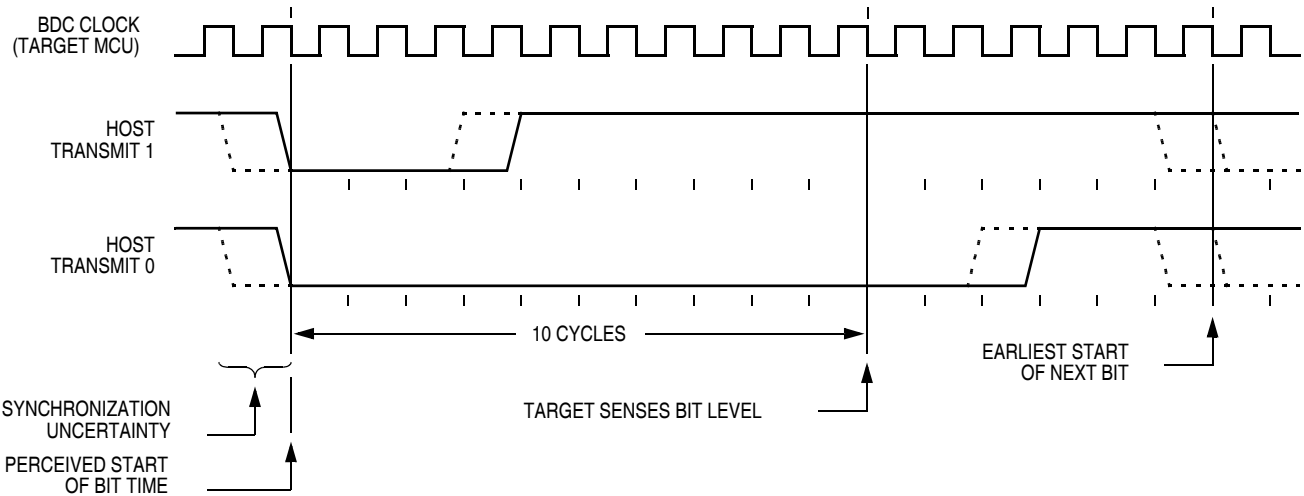 BDC CLOCK
(TARGET MCU)
HOST
TRANSMIT 1
HOST
TRANSMIT 0
10 CYCLES
EARLIEST START
OF NEXT BIT
TARGET SENSES BIT LEVEL
SYNCHRONIZATION
UNCERTAINTY
PERCEIVED START
OF BIT TIME